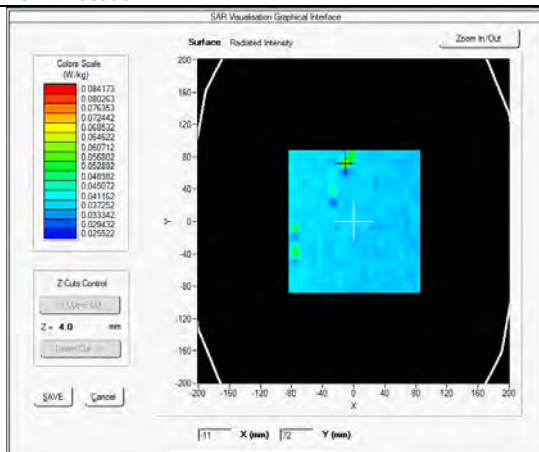 SAR Visualisation Graphical Interface
Surface Radiated Intensity
Zoom In/Out
Colors Scale
(W/kg)
0.084173
0.080263
0.076353
0.072442
0.068532
0.064622
0.060712
0.056802
0.052892
0.048982
0.045072
0.041162
0.037252
0.033342
0.029432
0.025522
200
160
120
80
40
0
-40
-80
-120
-160
-200
Y
-200 -160 -120 -80 -40 0 40 80 120 160 200
X
Z-Cuts Control
Z = 4.0 mm
SAVE
Cancel
-11 X (mm) 72 Y (mm)